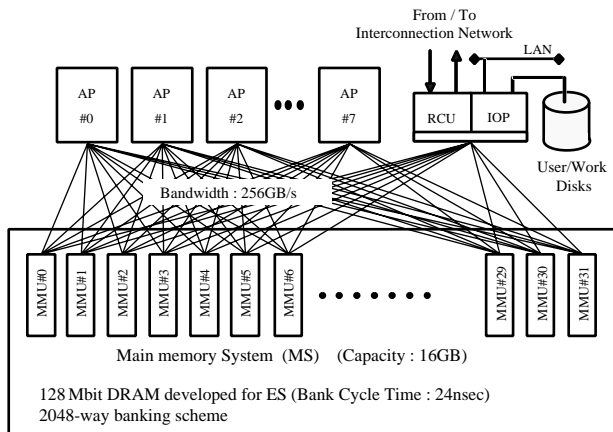 From / To
Interconnection Network
LAN
AP
#0
AP
#1
AP
#2
AP
#7
RCU
IOP
User/Work
Disks
Bandwidth : 256GB/s
MMU#0
MMU#1
MMU#2
MMU#3
MMU#4
MMU#5
MMU#6
MMU#29
MMU#30
MMU#31
Main memory System (MS) (Capacity : 16GB)
128 Mbit DRAM developed for ES (Bank Cycle Time : 24nsec)
2048-way banking scheme